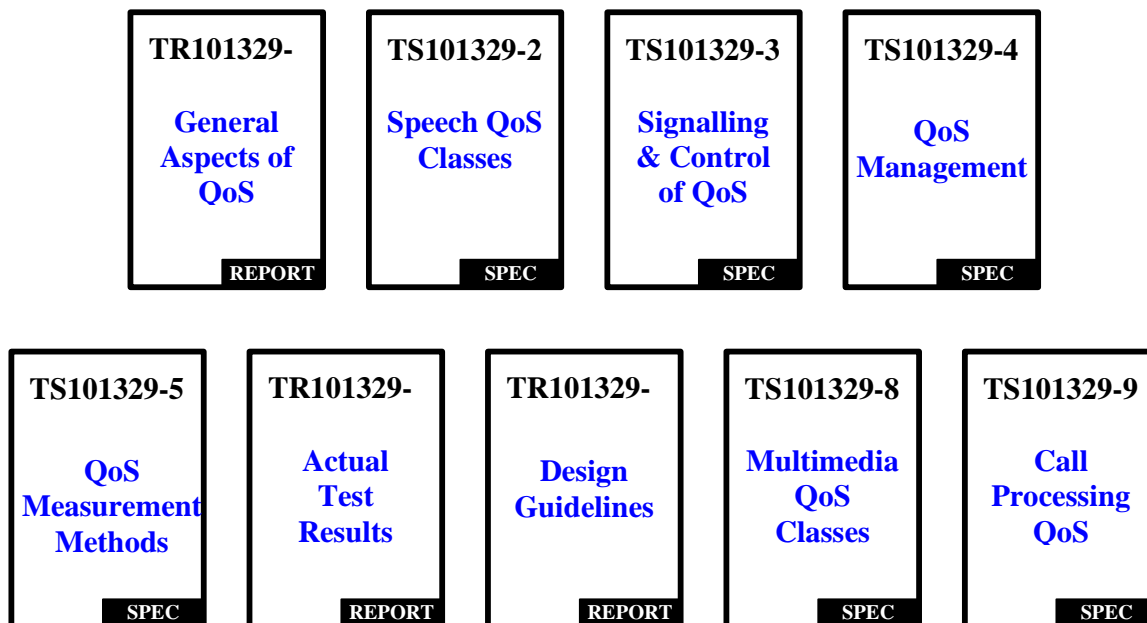 TR101329-
General
Aspects of
QoS
REPORT
TS101329-2
Speech QoS
Classes
SPEC
TS101329-3
Signalling
& Control
of QoS
SPEC
TS101329-4
QoS
Management
SPEC
TS101329-5
QoS
Measurement
Methods
SPEC
TR101329-
Actual
Test
Results
REPORT
TR101329-
Design
Guidelines
REPORT
TS101329-8
Multimedia
QoS
Classes
SPEC
TS101329-9
Call
Processing
QoS
SPEC